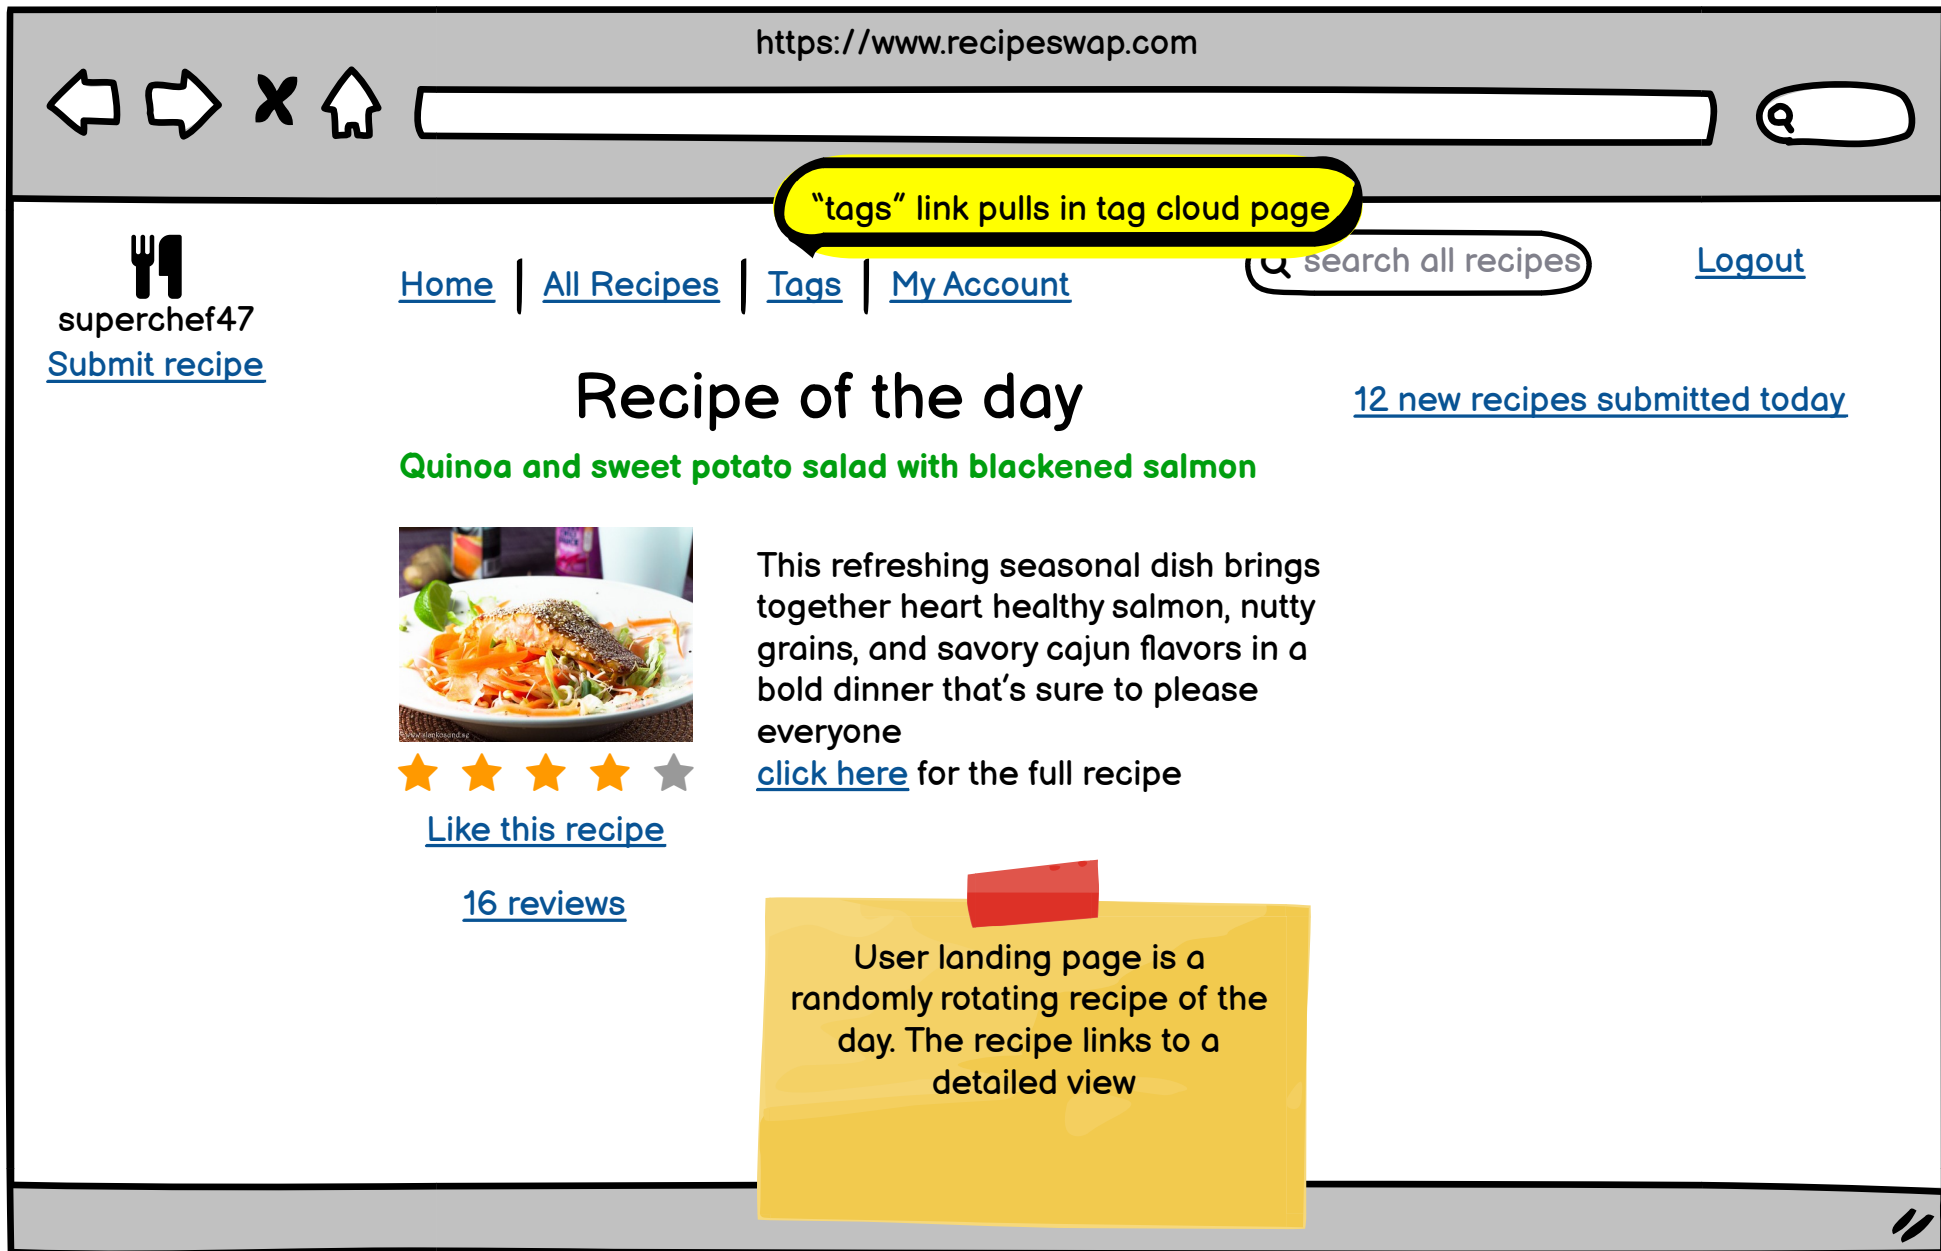 https://www.recipeswap.com
“tags” link pulls in tag cloud page
search all recipes
Logout
Home
All Recipes
Tags
My Account
superchef47
Submit recipe
Recipe of the day
12 new recipes submitted today
Quinoa and sweet potato salad with blackened salmon
This refreshing seasonal dish brings
together heart healthy salmon, nutty
grains, and savory cajun flavors in a
bold dinner that's sure to please
everyone
click here for the full recipe
Like this recipe
16 reviews
User landing page is a
randomly rotating recipe of the
day. The recipe links to a
detailed view